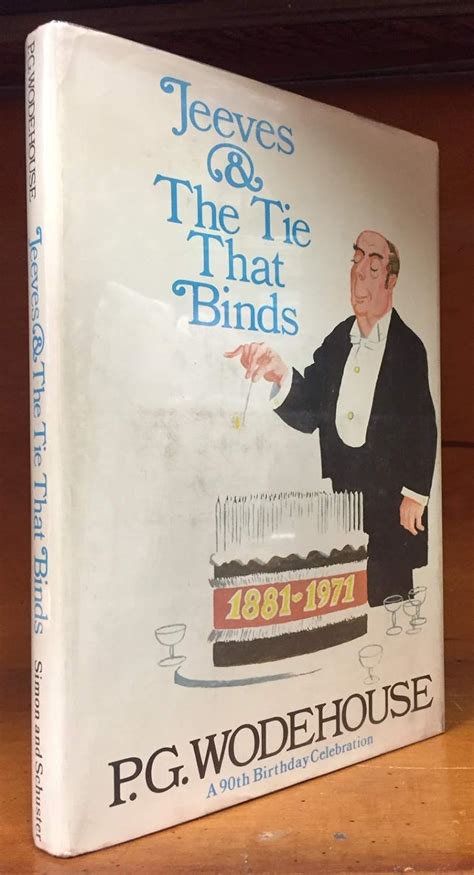 Jeeves
&
The Tie
That
Binds
1881-1971
P.G. WODEHOUSE
A 90th Birthday Celebration
P.G. WODEHOUSE Jeeves & The Tie That Binds Simon and Schuster